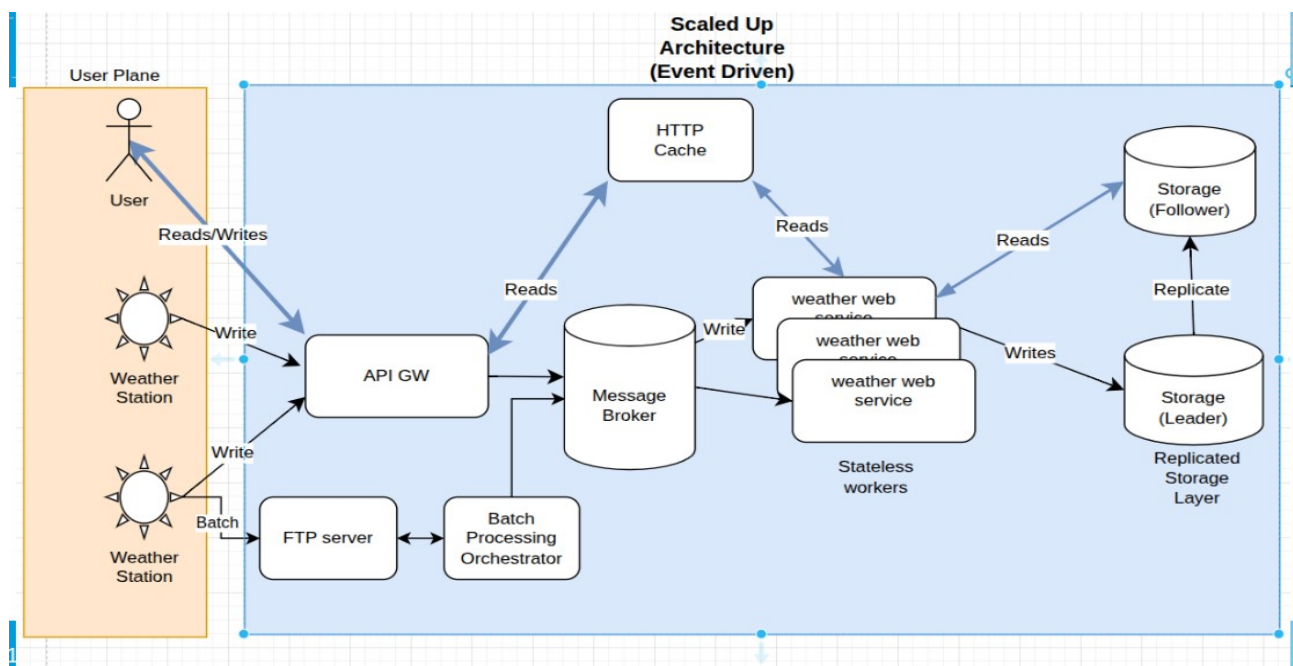 Scaled Up
Architecture
(Event Driven)
User Plane
User
Reads/Writes
HTTP
Cache
Reads
Reads
Reads
Storage
(Follower)
Replicate
Weather
Station
Write
API GW
Message
Broker
Write
weather web
service
weather web
service
weather web
service
Stateless
workers
Writes
Storage
(Leader)
Replicated
Storage
Layer
Write
Batch
Weather
Station
FTP server
Batch
Processing
Orchestrator